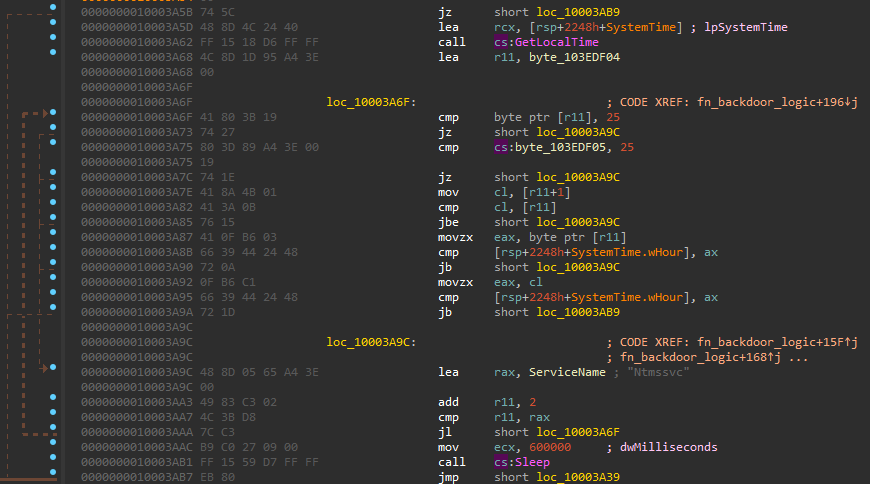 0000000010003A5B 74 5C jz short loc_10003AB9
0000000010003A5D 48 8D 4C 24 40 lea rcx, [rsp+2248h+SystemTime] ; lpSystemTime
0000000010003A62 FF 15 18 D6 FF FF call cs:GetLocalTime
0000000010003A68 4C 8D 1D 95 A4 3E lea r11, byte_103EDF04
0000000010003A68 00
0000000010003A6F
0000000010003A6F loc_10003A6F: ; CODE XREF: fn_backdoor_logic+196↓j
0000000010003A6F 41 80 3B 19 cmp byte ptr [r11], 25
0000000010003A73 74 27 jz short loc_10003A9C
0000000010003A75 80 3D 89 A4 3E 00 cmp cs:byte_103EDF05, 25
0000000010003A75 19
0000000010003A7C 74 1E jz short loc_10003A9C
0000000010003A7E 41 8A 4B 01 mov cl, [r11+1]
0000000010003A82 41 3A 0B cmp cl, [r11]
0000000010003A85 76 15 jbe short loc_10003A9C
0000000010003A87 41 0F B6 03 movzx eax, byte ptr [r11]
0000000010003A8B 66 39 44 24 48 cmp [rsp+2248h+SystemTime.wHour], ax
0000000010003A90 72 0A jb short loc_10003A9C
0000000010003A92 0F B6 C1 movzx eax, cl
0000000010003A95 66 39 44 24 48 cmp [rsp+2248h+SystemTime.wHour], ax
0000000010003A9A 72 1D jb short loc_10003AB9
0000000010003A9C
0000000010003A9C loc_10003A9C: ; CODE XREF: fn_backdoor_logic+15F↑j
0000000010003A9C ; fn_backdoor_logic+168↑j ...
0000000010003A9C 48 8D 05 65 A4 3E lea rax, ServiceName ; "Ntmssvc"
0000000010003A9C 00
0000000010003AA3 49 83 C3 02 add r11, 2
0000000010003AA7 4C 3B D8 cmp r11, rax
0000000010003AAA 7C C3 jl short loc_10003A6F
0000000010003AAC B9 C0 27 09 00 mov ecx, 600000 ; dwMilliseconds
0000000010003AB1 FF 15 59 D7 FF FF call cs:Sleep
0000000010003AB7 EB 80 jmp short loc_10003A39